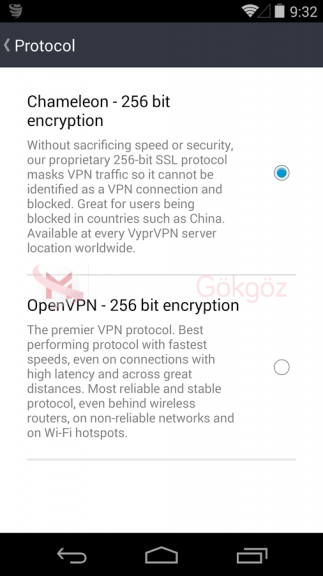 9:32
Protocol
Chameleon - 256 bit
encryption
Without sacrificing speed or security,
our proprietary 256-bit SSL protocol
masks VPN traffic so it cannot be
identified as a VPN connection and
blocked. Great for users being
blocked in countries such as China.
Available at every VyprVPN server
location worldwide.
Gökgöz
OpenVPN - 256 bit encryption
The premier VPN protocol. Best
performing protocol with fastest
speeds, even on connections with
high latency and across great
distances. Most reliable and stable
protocol, even behind wireless
routers, on non-reliable networks and
on Wi-Fi hotspots.